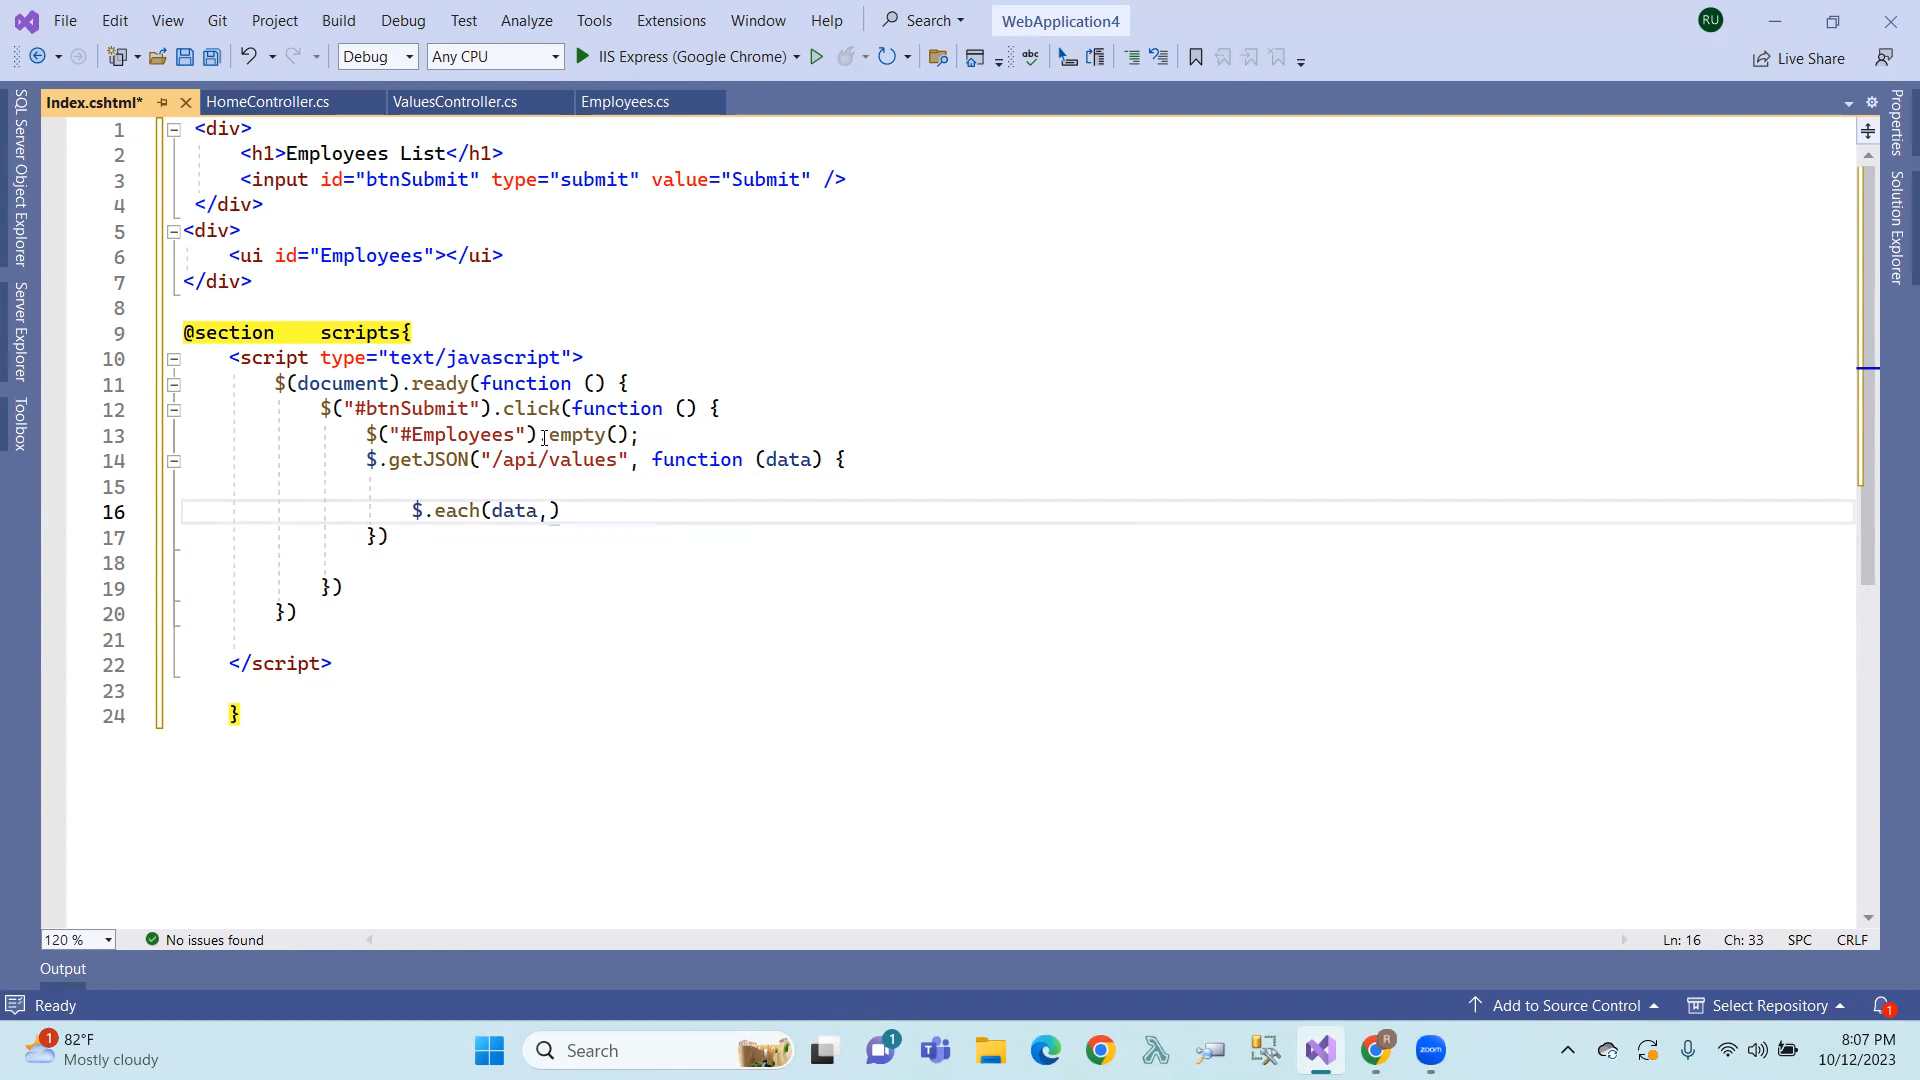 File Edit View Git Project Build Debug Test Analyze Tools Extensions Window Help Search WebApplication4 RU
Debug Any CPU IIS Express (Google Chrome) abc Live Share
Index.cshtml* HomeController.cs ValuesController.cs Employees.cs
SQL Server Object Explorer
Server Explorer
Toolbox
1 <div>
2 <h1>Employees List</h1>
3 <input id="btnSubmit" type="submit" value="Submit" />
4 </div>
5 <div>
6 <ui id="Employees"></ui>
7 </div>
8
9 @section scripts{
10 <script type="text/javascript">
11 $(document).ready(function () {
12 $("#btnSubmit").click(function () {
13 $("#Employees").empty();
14 $.getJSON("/api/values", function (data) {
15
16 $.each(data,)
17 })
18
19 })
20 })
21
22 </script>
23
24 }
Properties
Solution Explorer
120 % No issues found Ln: 16 Ch: 33 SPC CRLF
Output
Ready Add to Source Control Select Repository 1
1 82°F
Mostly cloudy
Search 1 R zoom
8:07 PM
10/12/2023